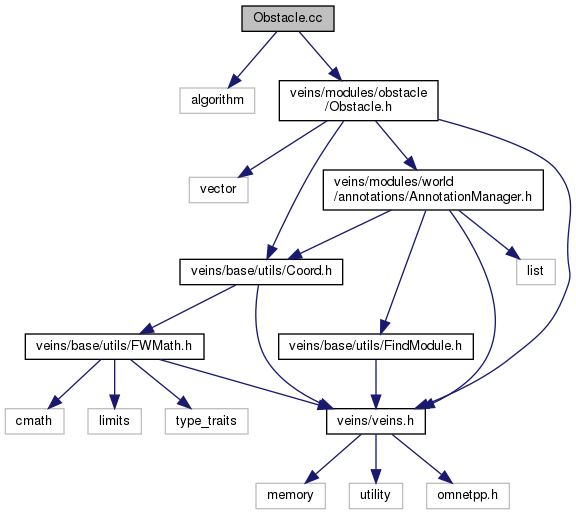 Obstacle.cc
algorithm
veins/modules/obstacle
/Obstacle.h
vector
veins/modules/world
/annotations/AnnotationManager.h
veins/base/utils/Coord.h
list
veins/base/utils/FWMath.h
veins/base/utils/FindModule.h
cmath
limits
type_traits
veins/veins.h
memory
utility
omnetpp.h